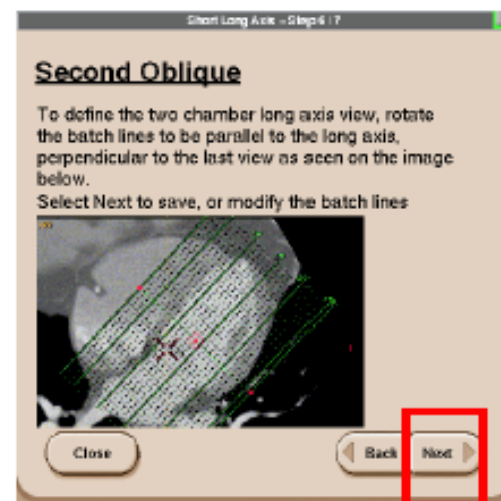 Short Long Axis - Step 6 | 7
Second Oblique
To define the two chamber long axis view, rotate
the batch lines to be parallel to the long axis,
perpendicular to the last view as seen on the image
below.
Select Next to save, or modify the batch lines
Close
Back
Next